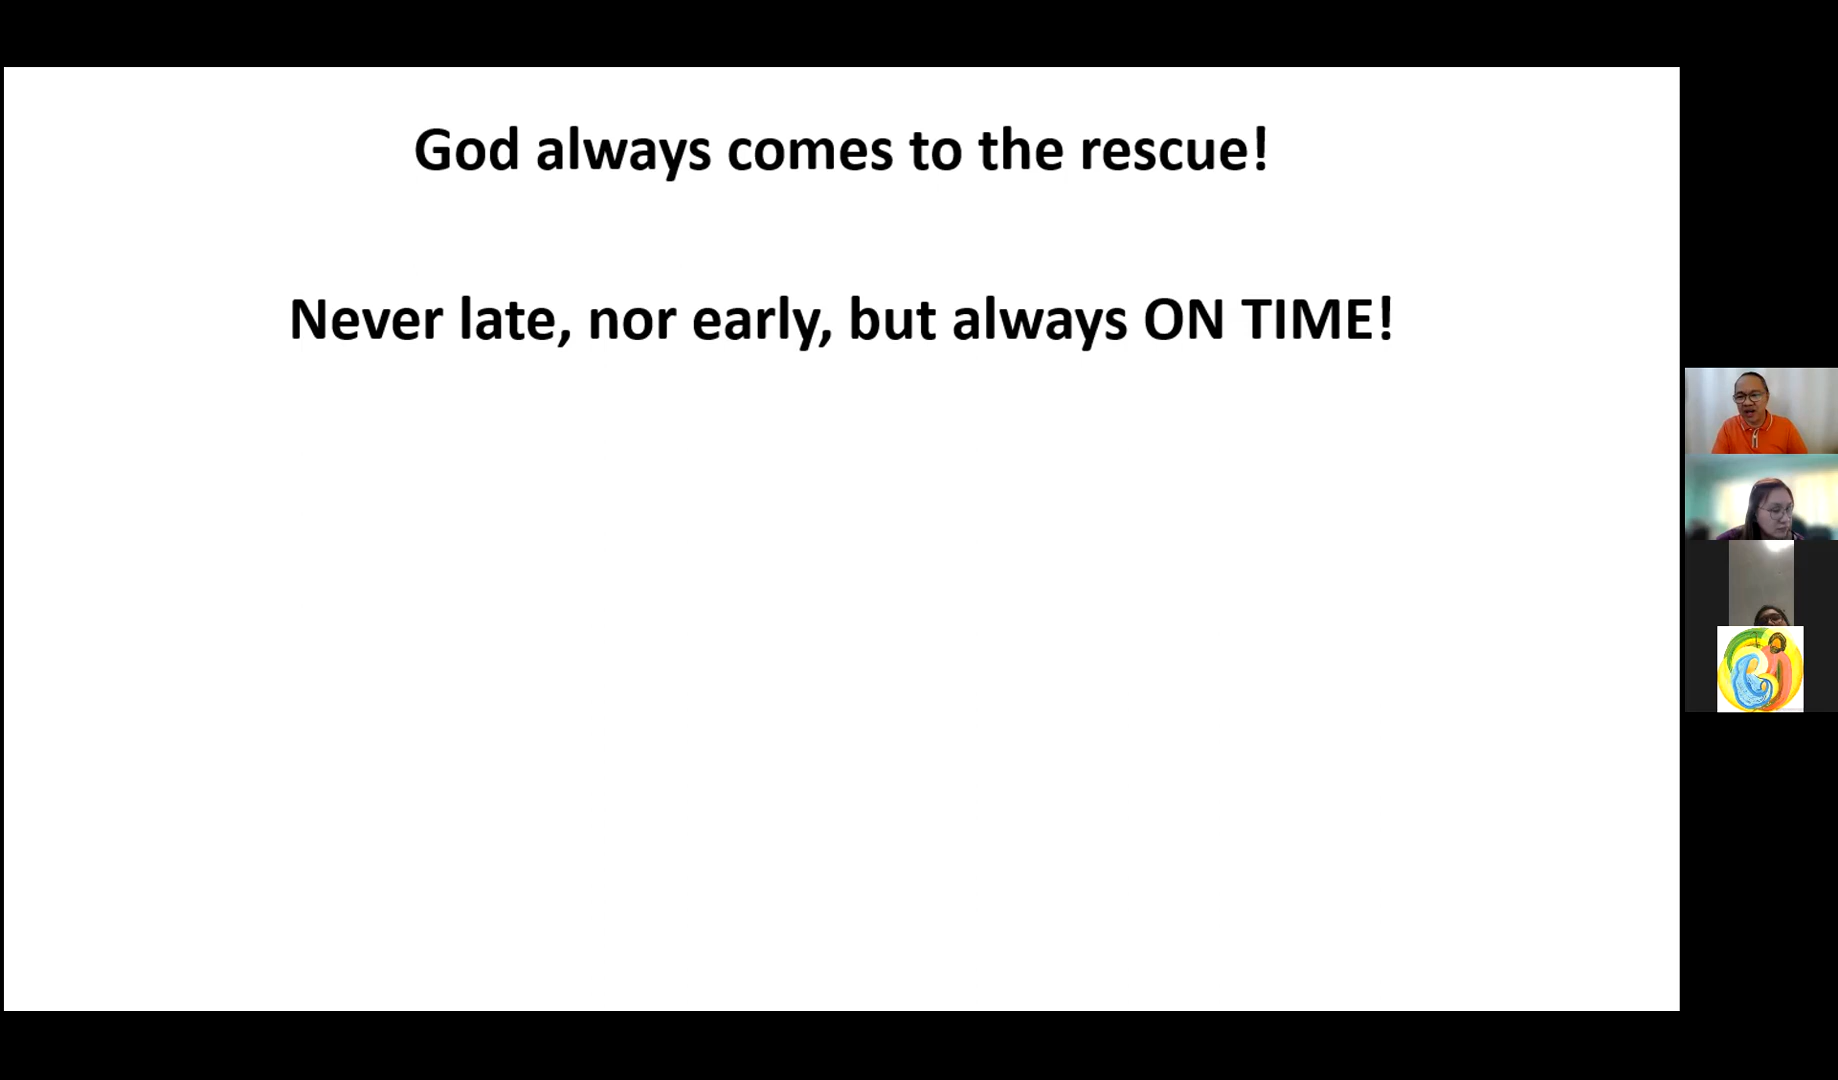 God always comes to the rescue!
Never late, nor early, but always ON TIME!